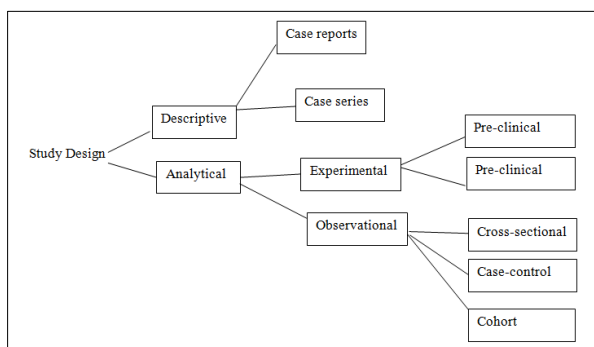 Case reports
Case series
Descriptive
Pre-clinical
Study Design
Pre-clinical
Analytical
Experimental
Observational
Cross-sectional
Case-control
Cohort